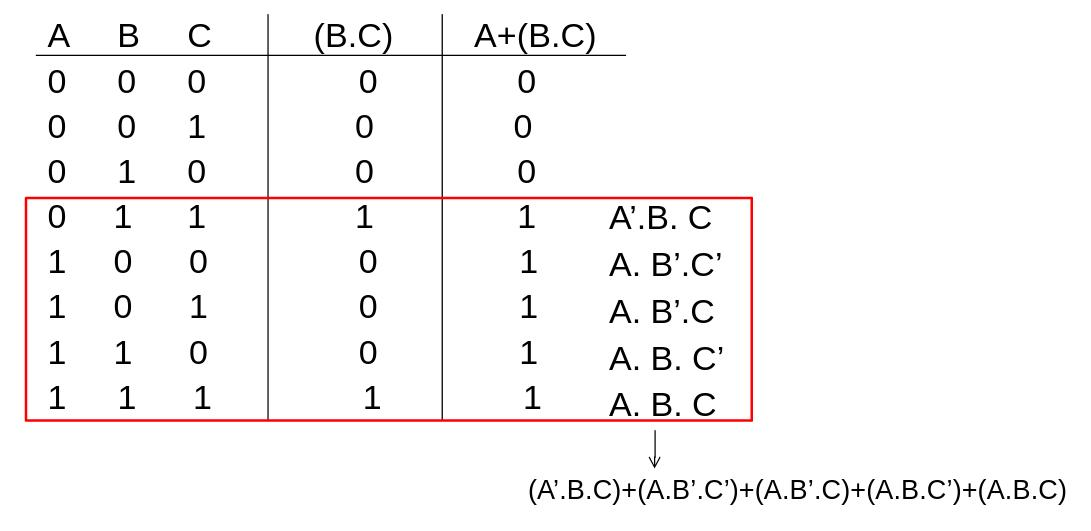 A B C (B.C) A+(B.C)
0 0 0 0 0
0 0 1 0 0
0 1 0 0 0
0 1 1 1 1 A’.B. C
1 0 0 0 1 A. B’.C’
1 0 1 0 1 A. B’.C
1 1 0 0 1 A. B. C’
1 1 1 1 1 A. B. C
(A’.B.C)+(A.B’.C’)+(A.B’.C)+(A.B.C’)+(A.B.C)